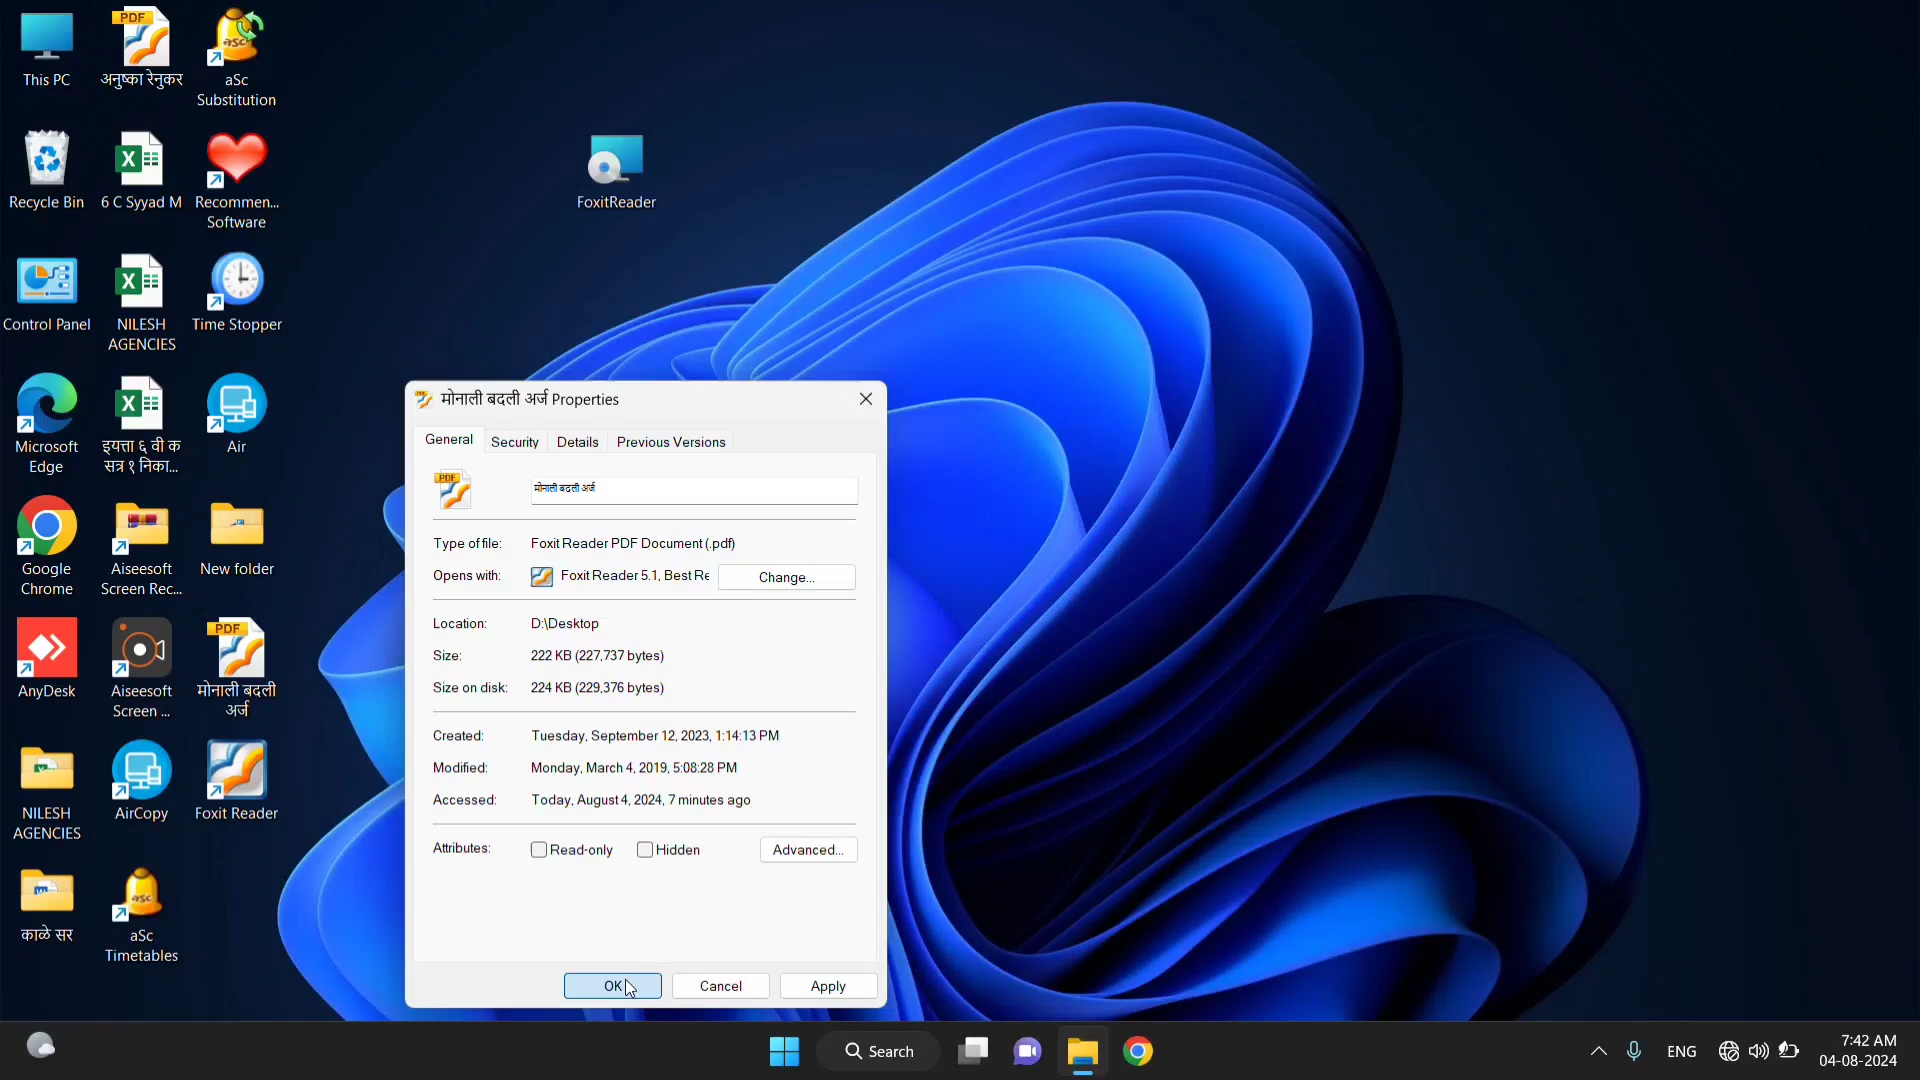 This PC
PDF
अनुष्का रेनुकर
aSc
aSc
Substitution
Recycle Bin
6 C Syyad M
Recommen...
Software
FoxitReader
Control Panel
NILESH
AGENCIES
Time Stopper
Microsoft
Edge
इयत्ता ६ वी क
सत्र १ निका...
Air
Google
Chrome
Aiseesoft
Screen Rec...
New folder
AnyDesk
Aiseesoft
Screen ...
PDF
मोनाली बदली
अर्ज
NILESH
AGENCIES
AirCopy
Foxit Reader
काळे सर
asc
aSc
Timetables
मोनाली बदली अर्ज Properties
General
Security
Details
Previous Versions
PDF
मोनाली बदली अर्ज
Type of file:
Foxit Reader PDF Document (.pdf)
Opens with:
Foxit Reader 5.1, Best Re
Change...
Location:
D:\Desktop
Size:
222 KB (227,737 bytes)
Size on disk:
224 KB (229,376 bytes)
Created:
Tuesday, September 12, 2023, 1:14:13 PM
Modified:
Monday, March 4, 2019, 5:08:28 PM
Accessed:
Today, August 4, 2024, 7 minutes ago
Attributes:
Read-only
Hidden
Advanced...
OK
Cancel
Apply
Search
ENG
7:42 AM
04-08-2024